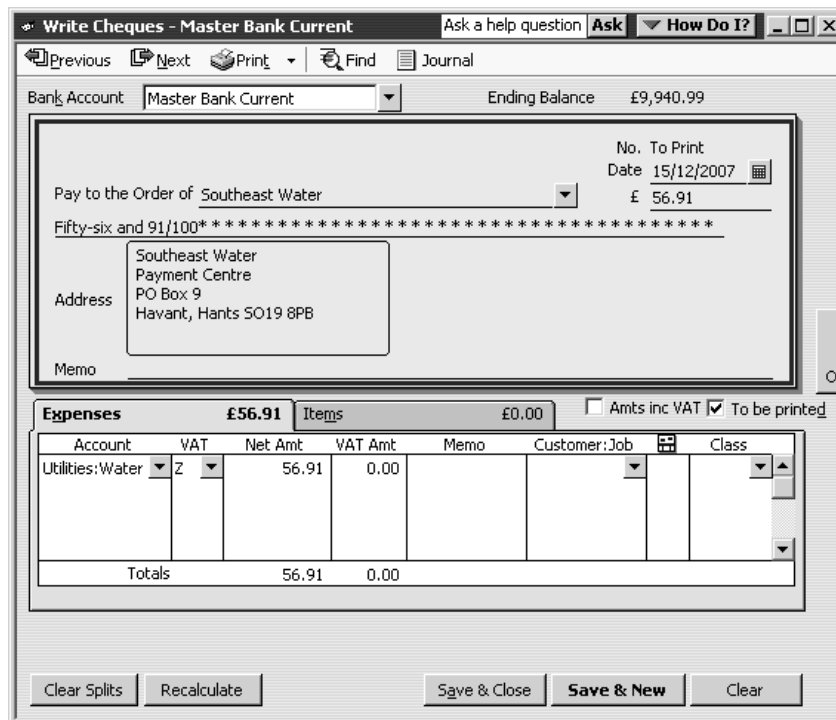 Write Cheques - Master Bank Current Ask a help question Ask How Do I?
Previous Next Print Find Journal
Bank Account Master Bank Current Ending Balance £9,940.99
No. To Print
Date 15/12/2007
Pay to the Order of Southeast Water £ 56.91
Fifty-six and 91/100* * * * * * * * * * * * * * * * * * * * * * * * * * * * * * * * * * * * * * *
Southeast Water
Payment Centre
Address PO Box 9
Havant, Hants SO19 8PB
Memo
Expenses £56.91 Items £0.00 Amts inc VAT To be printed
Account VAT Net Amt VAT Amt Memo Customer:Job Class
Utilities:Water Z 56.91 0.00
Totals 56.91 0.00
Clear Splits Recalculate Save & Close Save & New Clear